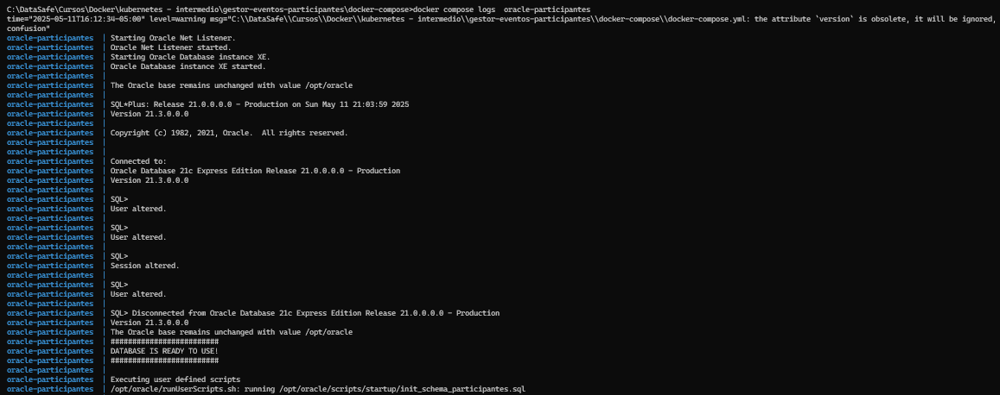 C:\DataSafe\Cursos\Docker\kubernetes - intermedio\gestor-eventos-participantes\docker-compose>docker compose logs  oracle-participantes
time="2025-05-11T16:12:34-05:00" level=warning msg="C:\\DataSafe\\Cursos\\Docker\\kubernetes - intermedio\\gestor-eventos-participantes\\docker-compose\\docker-compose.yml: the attribute `version` is obsolete, it will be ignored,
confusion"
oracle-participantes  | Starting Oracle Net Listener.
oracle-participantes  | Oracle Net Listener started.
oracle-participantes  | Starting Oracle Database instance XE.
oracle-participantes  | Oracle Database instance XE started.
oracle-participantes  |
oracle-participantes  | The Oracle base remains unchanged with value /opt/oracle
oracle-participantes  |
oracle-participantes  | SQL*Plus: Release 21.0.0.0.0 - Production on Sun May 11 21:03:59 2025
oracle-participantes  | Version 21.3.0.0.0
oracle-participantes  |
oracle-participantes  | Copyright (c) 1982, 2021, Oracle.  All rights reserved.
oracle-participantes  |
oracle-participantes  |
oracle-participantes  | Connected to:
oracle-participantes  | Oracle Database 21c Express Edition Release 21.0.0.0.0 - Production
oracle-participantes  | Version 21.3.0.0.0
oracle-participantes  |
oracle-participantes  | SQL>
oracle-participantes  | User altered.
oracle-participantes  |
oracle-participantes  | SQL>
oracle-participantes  | User altered.
oracle-participantes  |
oracle-participantes  | SQL>
oracle-participantes  | Session altered.
oracle-participantes  |
oracle-participantes  | SQL>
oracle-participantes  | User altered.
oracle-participantes  |
oracle-participantes  | SQL> Disconnected from Oracle Database 21c Express Edition Release 21.0.0.0.0 - Production
oracle-participantes  | Version 21.3.0.0.0
oracle-participantes  | The Oracle base remains unchanged with value /opt/oracle
oracle-participantes  | #########################
oracle-participantes  | DATABASE IS READY TO USE!
oracle-participantes  | #########################
oracle-participantes  |
oracle-participantes  | Executing user defined scripts
oracle-participantes  | /opt/oracle/runUserScripts.sh: running /opt/oracle/scripts/startup/init_schema_participantes.sql